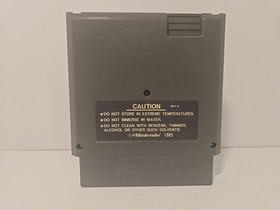 CAUTION
• DO NOT STORE IN EXTREME TEMPERATURES.
• DO NOT IMMERSE IN WATER.
• DO NOT CLEAN WITH BENZENE, THINNER,
ALCOHOL OR OTHER SUCH SOLVENTS.
© Nintendo 1985